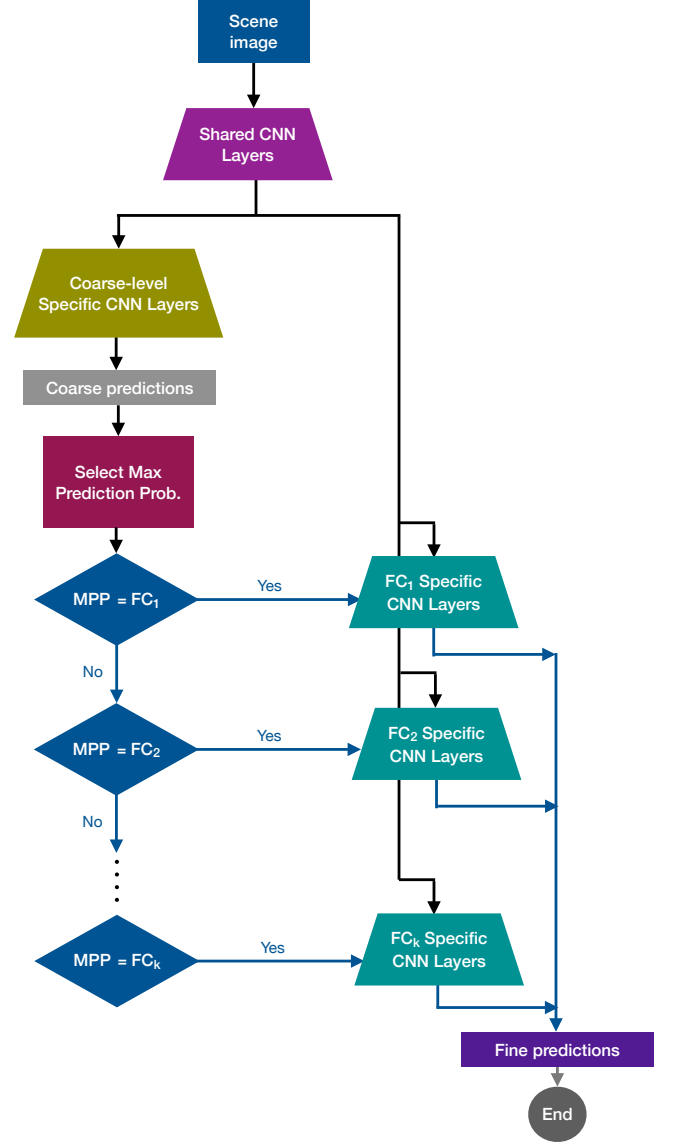 Scene
image
Shared CNN
Layers
Coarse-level
Specific CNN Layers
Coarse predictions
Select Max
Prediction Prob.
MPP = FC₁
Yes
FC₁ Specific
CNN Layers
No
MPP = FC₂
Yes
FC₂ Specific
CNN Layers
No
MPP = FCₖ
Yes
FCₖ Specific
CNN Layers
Fine predictions
End